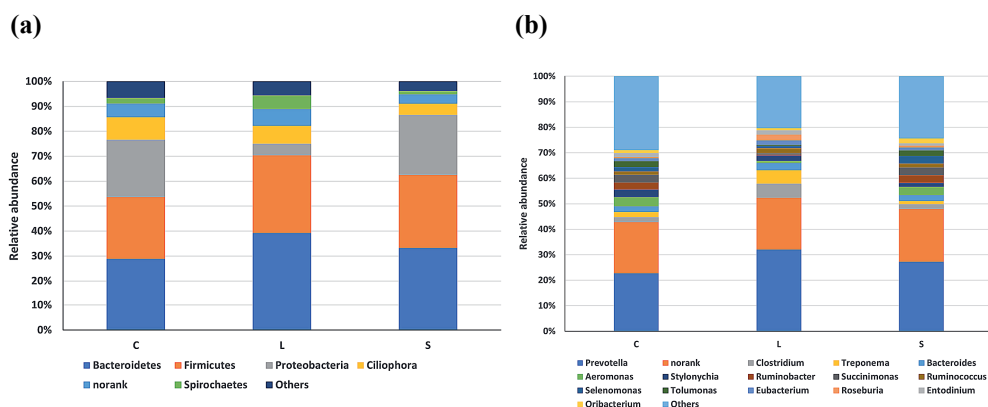 (a)
(b)
100%
90%
80%
70%
60%
50%
40%
30%
20%
10%
0%
Relative abundance
C L S
Bacteroidetes Firmicutes Proteobacteria Ciliophora
norank Spirochaetes Others
100%
90%
80%
70%
60%
50%
40%
30%
20%
10%
0%
Relative abundance
C L S
Prevotella norank Clostridium Treponema Bacteroides
Aeromonas Stylonychia Ruminobacter Succinimonas Ruminococcus
Selenomonas Tolumonas Eubacterium Roseburia Entodinium
Oribacterium Others